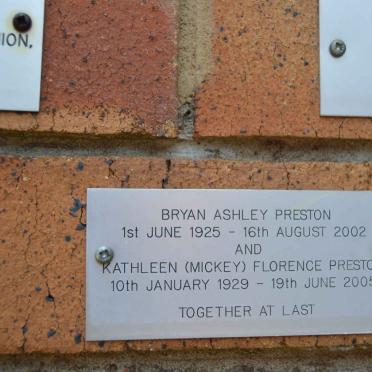 NION,
BRYAN ASHLEY PRESTON
1st JUNE 1925 - 16th AUGUST 2002
AND
KATHLEEN (MICKEY) FLORENCE PRESTO
10th JANUARY 1929 - 19th JUNE 2005
TOGETHER AT LAST